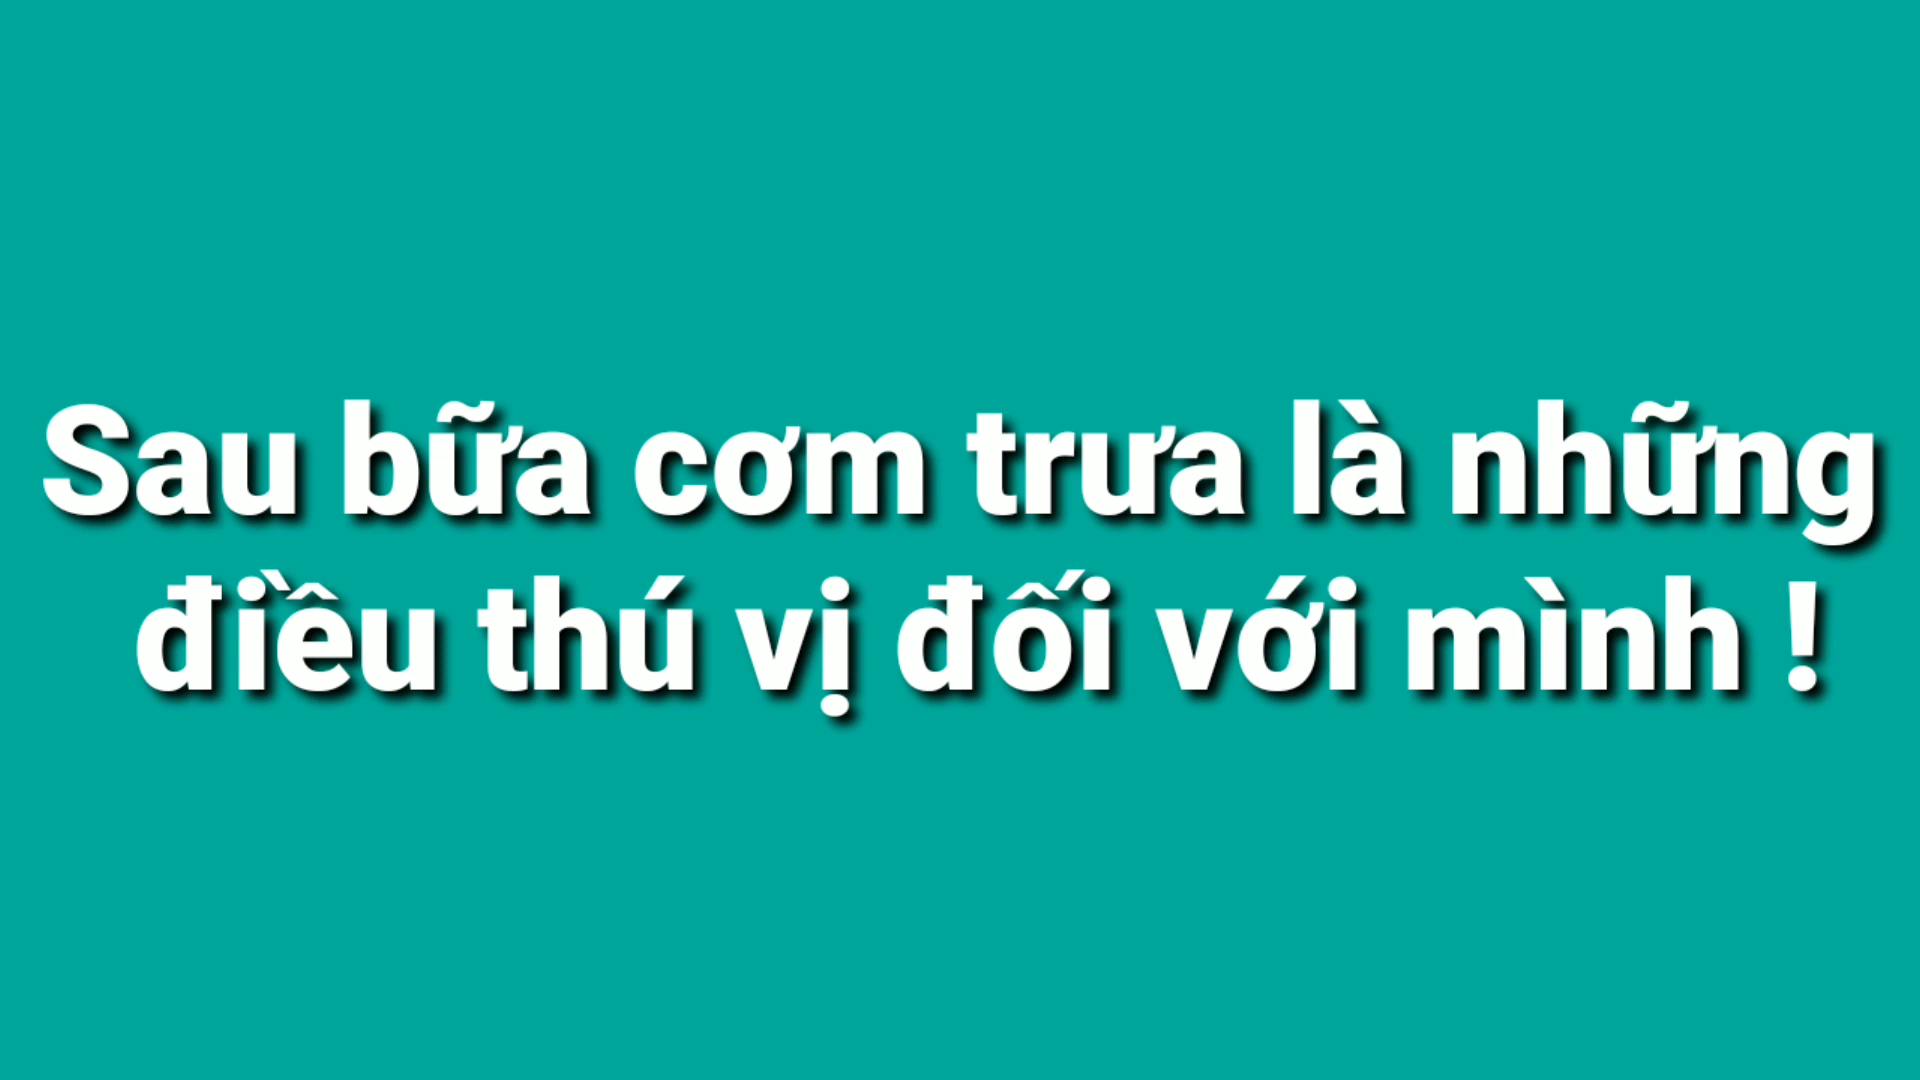 Sau bữa cơm trưa là những
điều thú vị đối với mình !